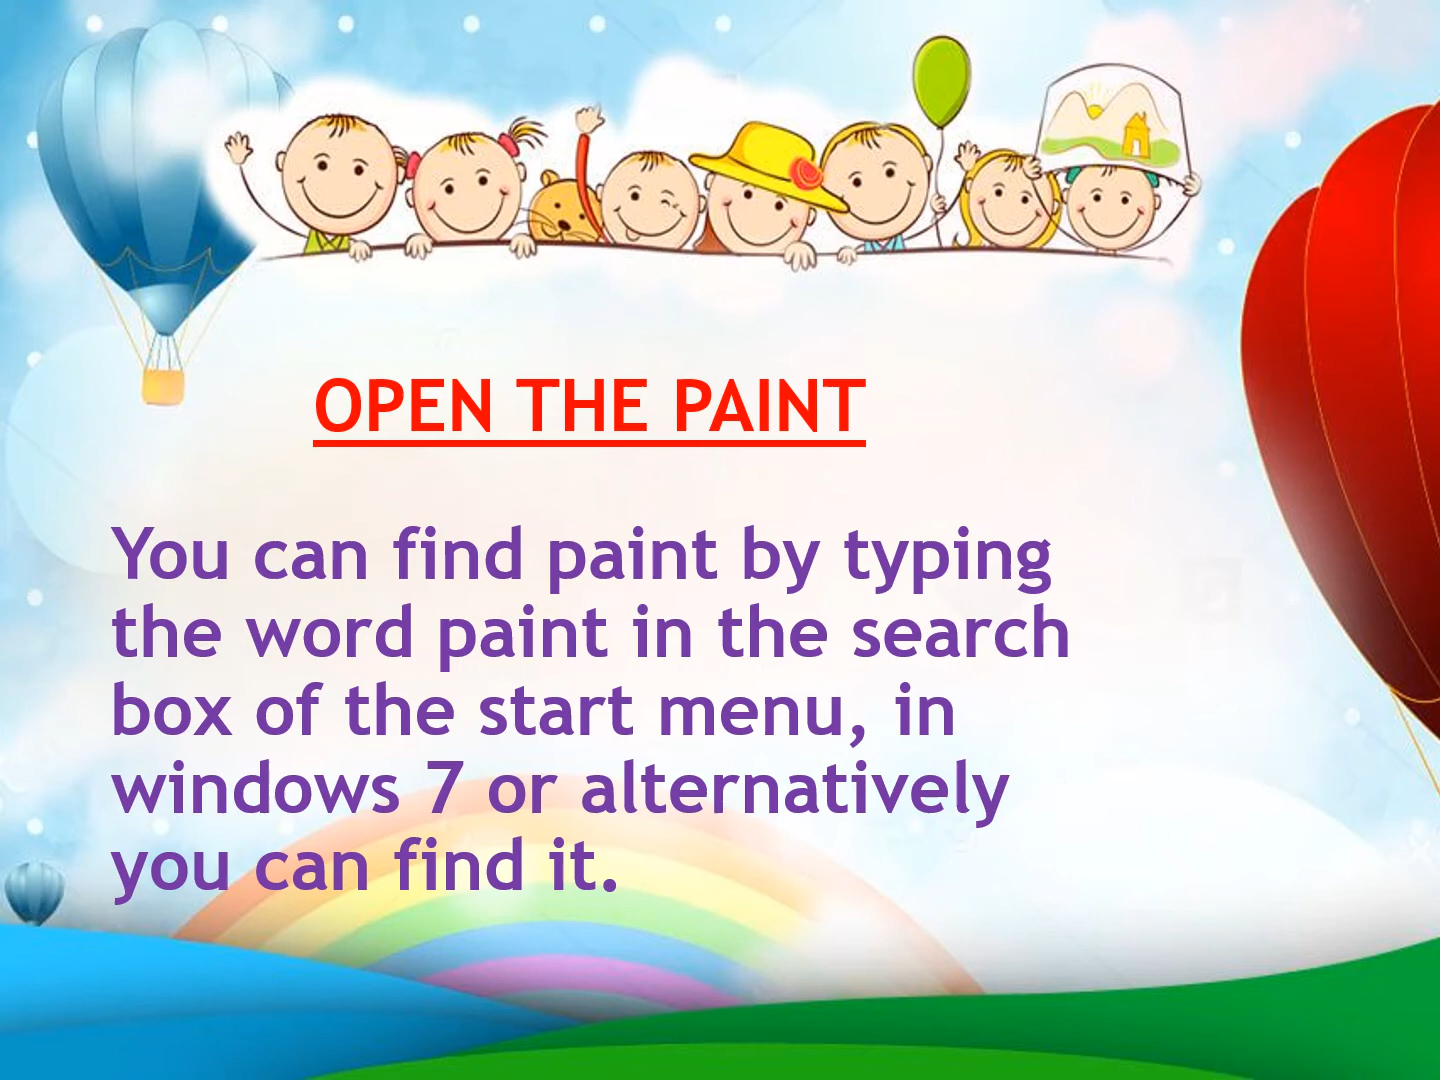 OPEN THE PAINT
You can find paint by typing
the word paint in the search
box of the start menu, in
windows 7 or alternatively
you can find it.